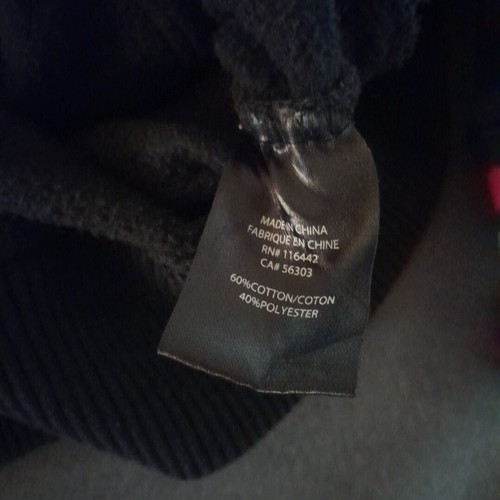 MADE IN CHINA
FABRIQUE EN CHINE
RN# 116442
CA# 56303
60%COTTON/COTON
40%POLYESTER